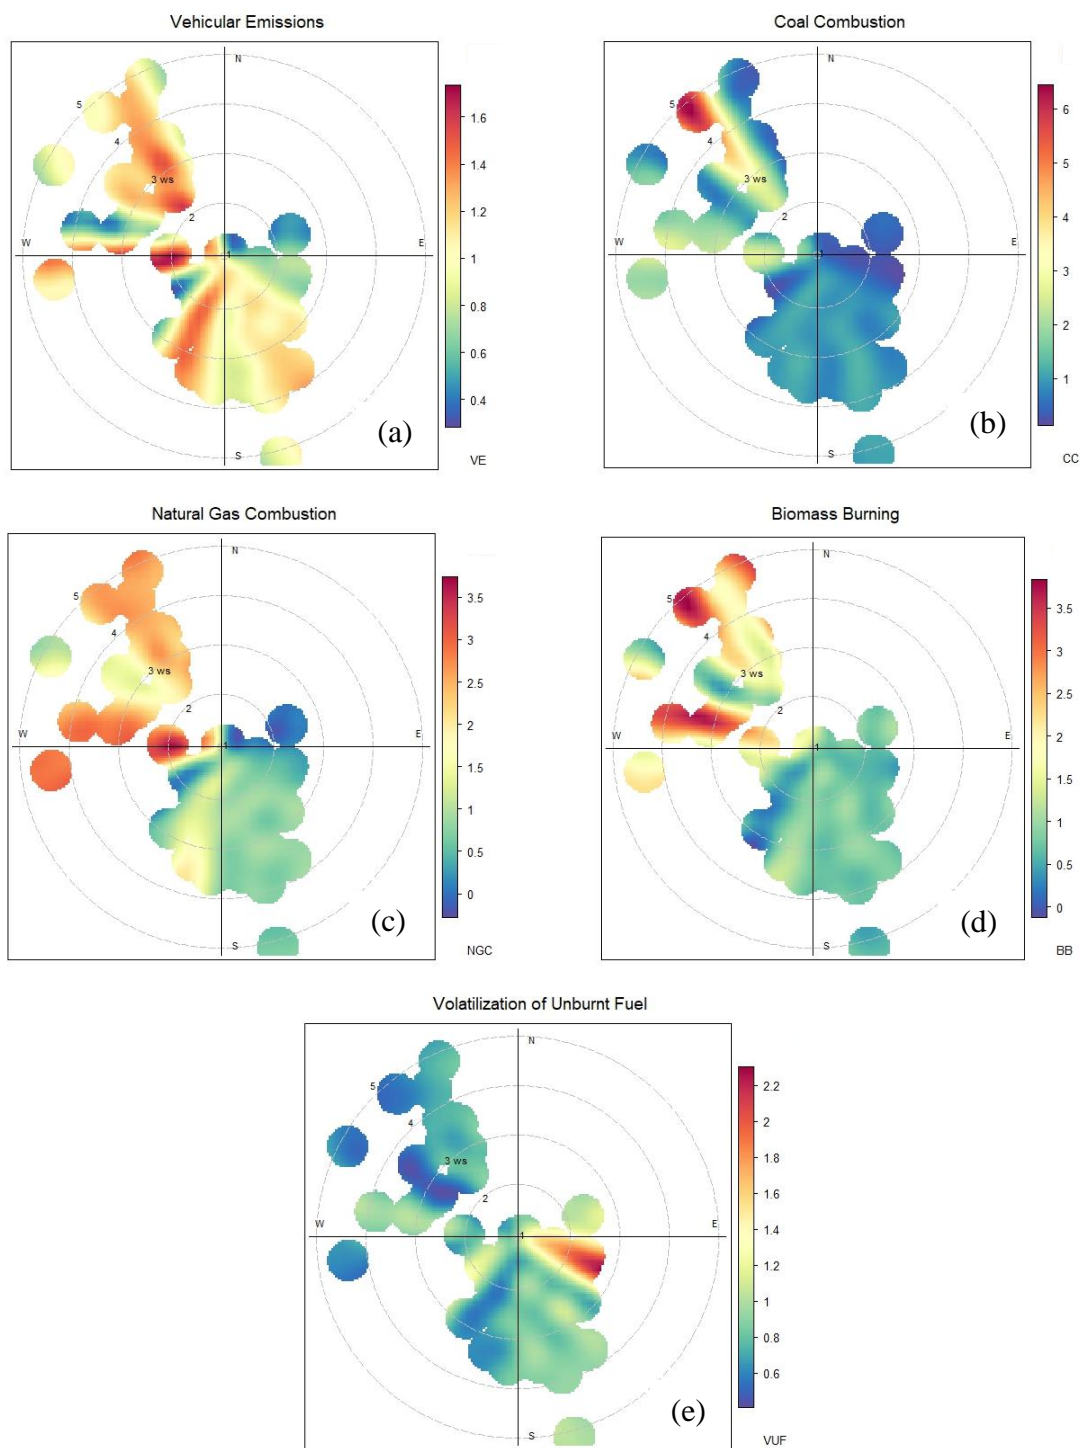 Vehicular Emissions
N
5
4
3 ws
2
W
1
E
S
(a)
1.6
1.4
1.2
1
0.8
0.6
0.4
VE
Coal Combustion
N
5
4
3 ws
2
W
1
E
S
(b)
6
5
4
3
2
1
CC
Natural Gas Combustion
N
5
4
3 ws
2
W
1
E
S
(c)
3.5
3
2.5
2
1.5
1
0.5
0
NGC
Biomass Burning
N
5
4
3 ws
2
W
1
E
S
(d)
3.5
3
2.5
2
1.5
1
0.5
0
BB
Volatilization of Unburnt Fuel
N
5
4
3 ws
2
W
1
E
S
(e)
2.2
2
1.8
1.6
1.4
1.2
1
0.8
0.6
VUF